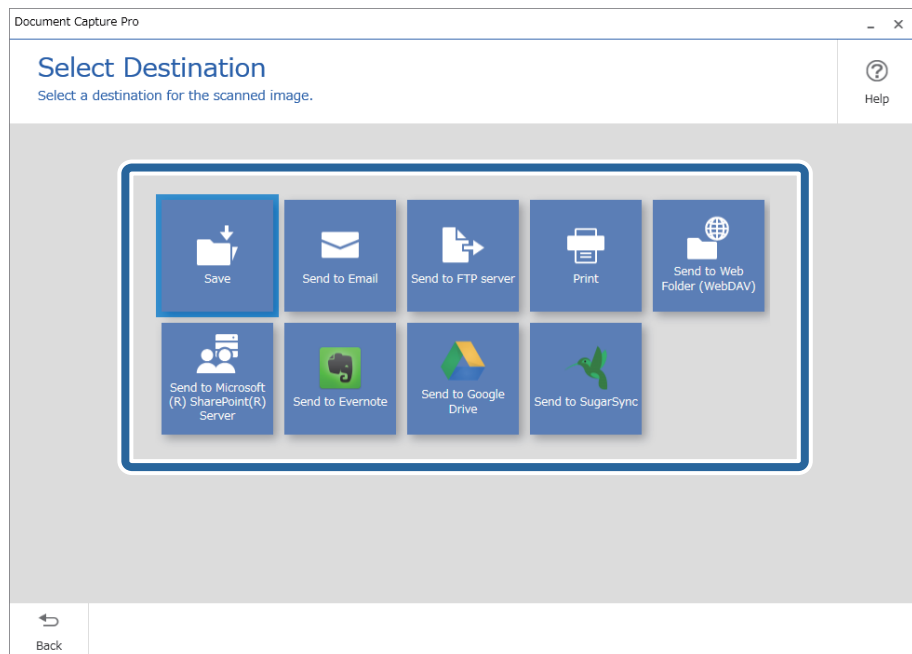 Document Capture Pro
Select Destination
Select a destination for the scanned image.
Help
Save
Send to Email
Send to FTP server
Print
Send to Web
Folder (WebDAV)
Send to Microsoft
(R) SharePoint(R)
Server
Send to Evernote
Send to Google
Drive
Send to SugarSync
Back